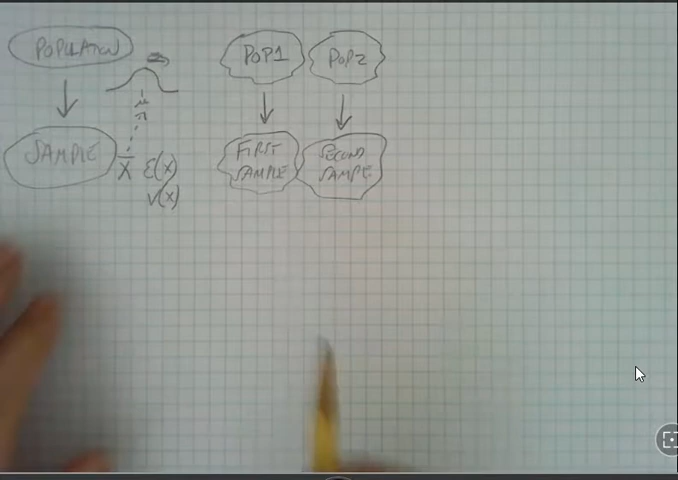 POPULATION
μ
π
SAMPLE
X̄ E(X)
V(X)
POP1
POP2
FIRST
SAMPLE
SECOND
SAMPLE